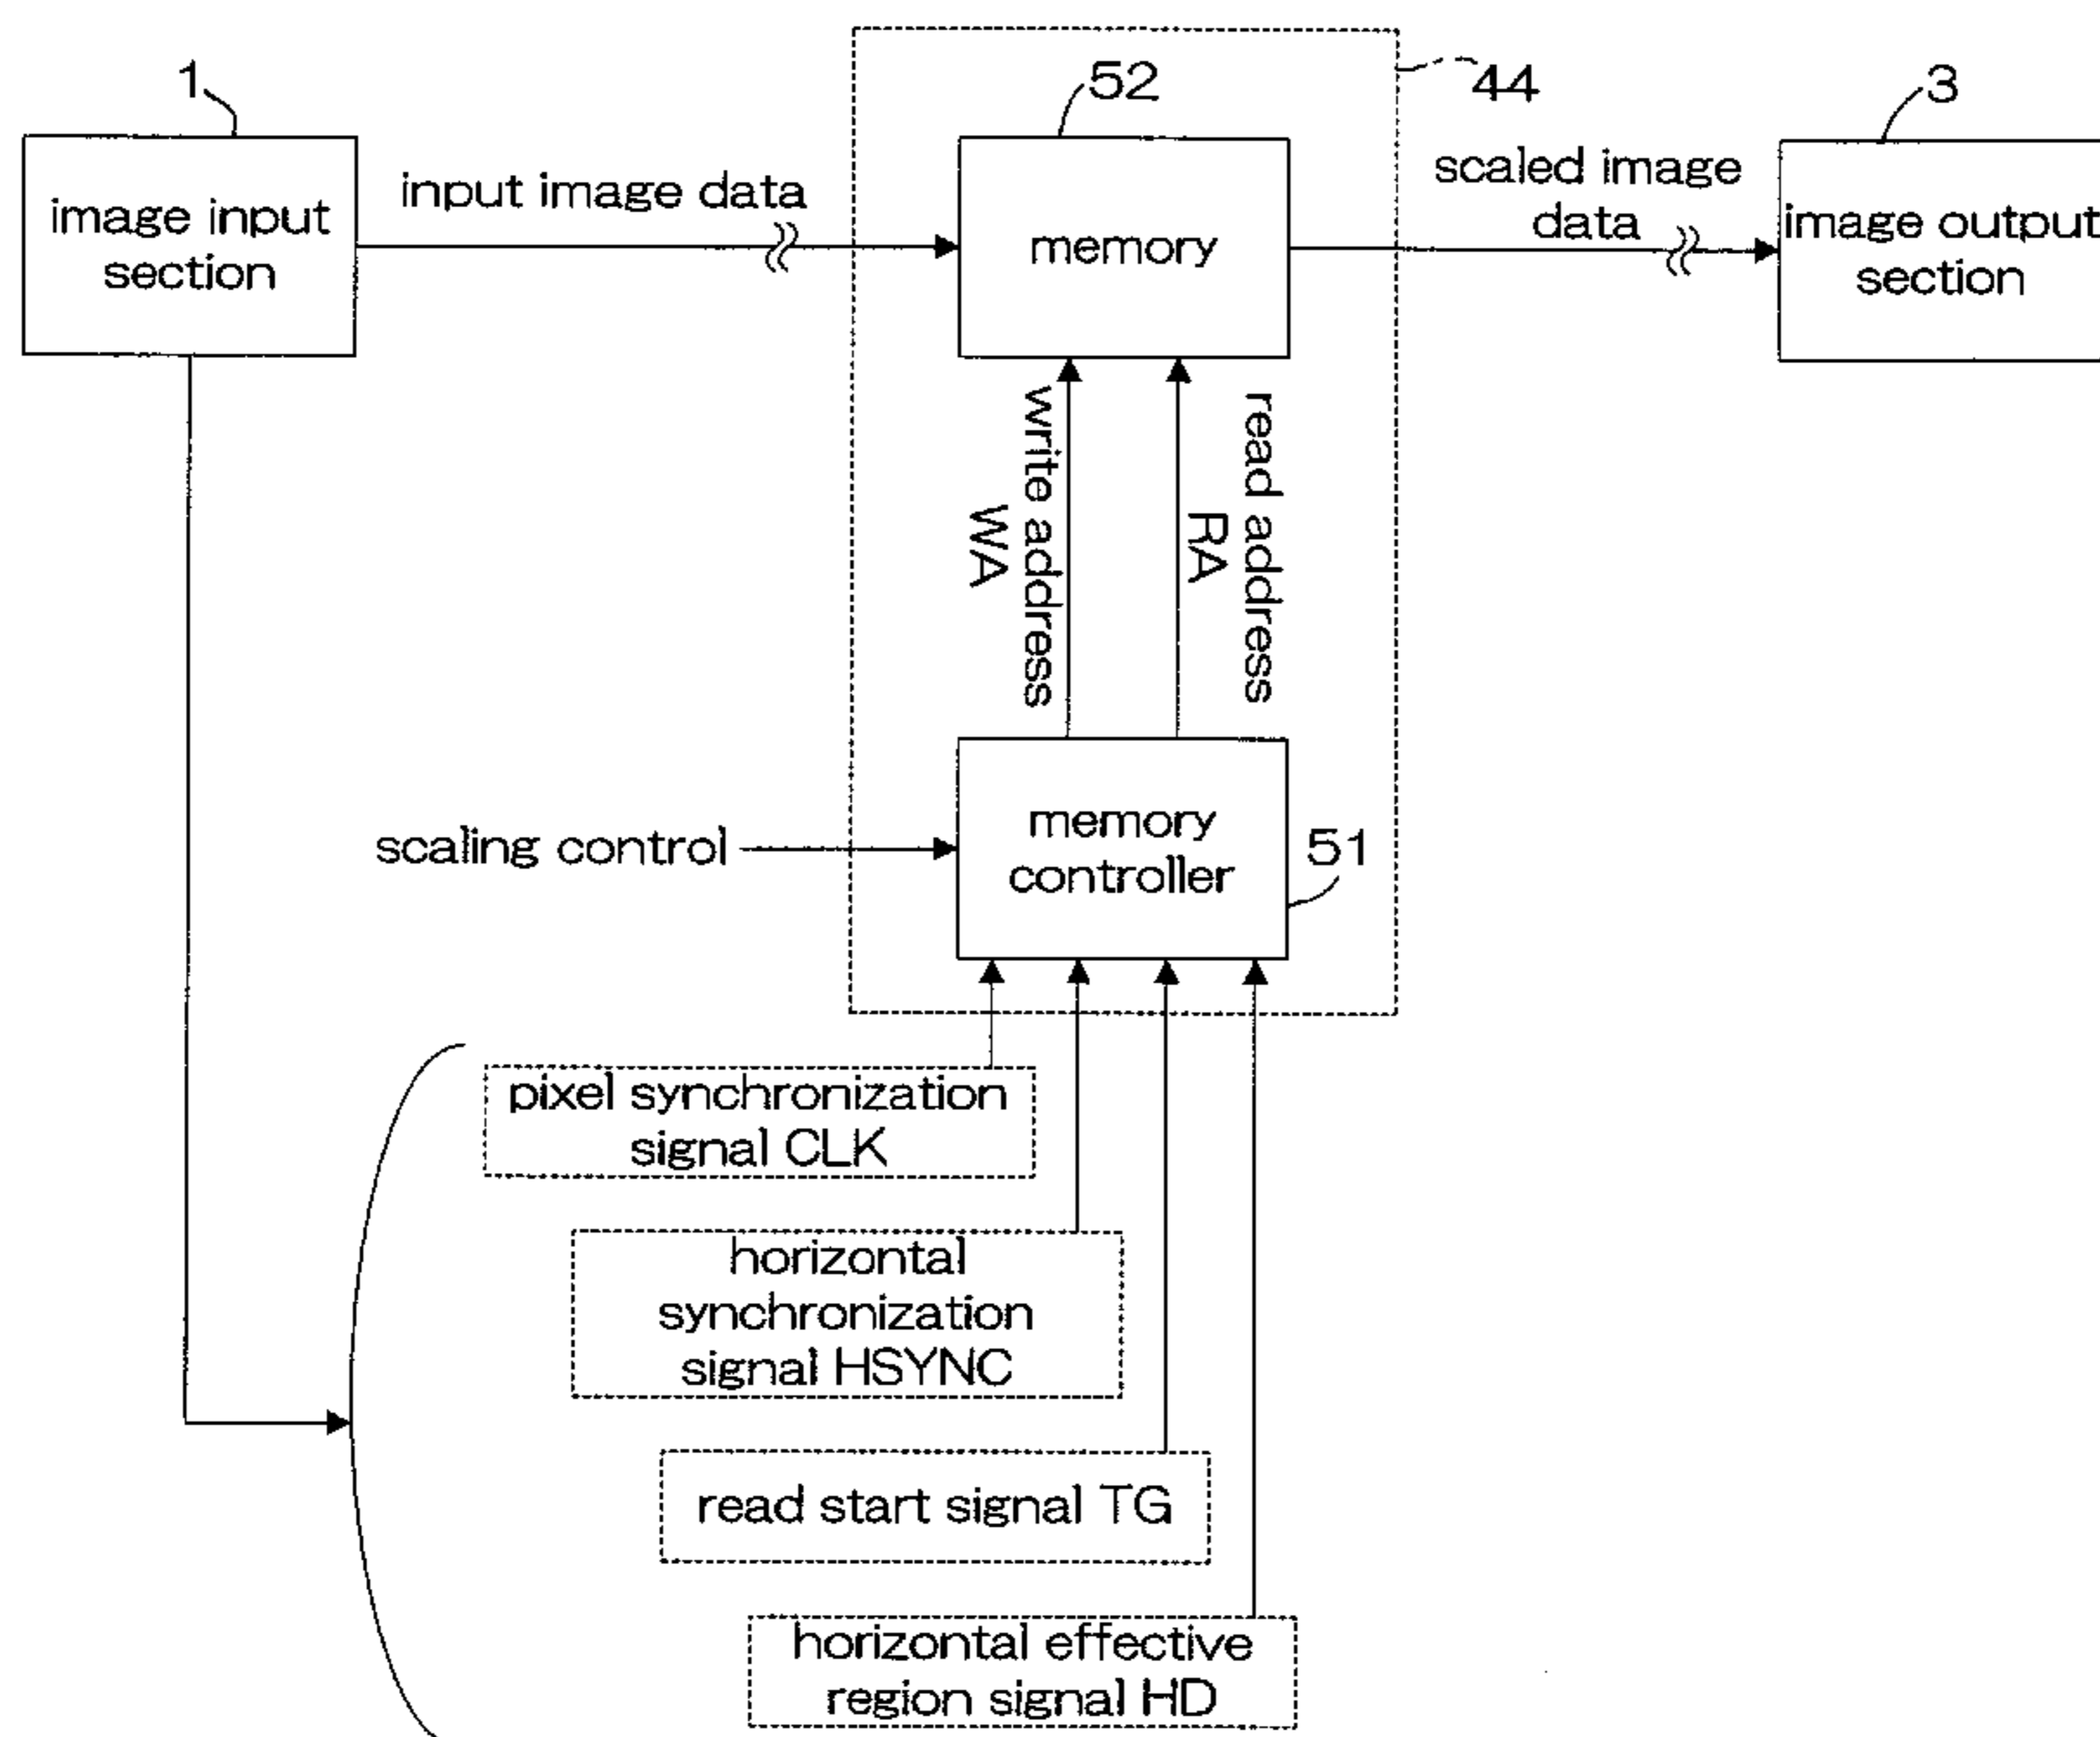 1
52
44
3
image input
section
input image data
memory
scaled image
data
image output
section
write address
WA
read address
RA
scaling control
memory
controller
51
pixel synchronization
signal CLK
horizontal
synchronization
signal HSYNC
read start signal TG
horizontal effective
region signal HD